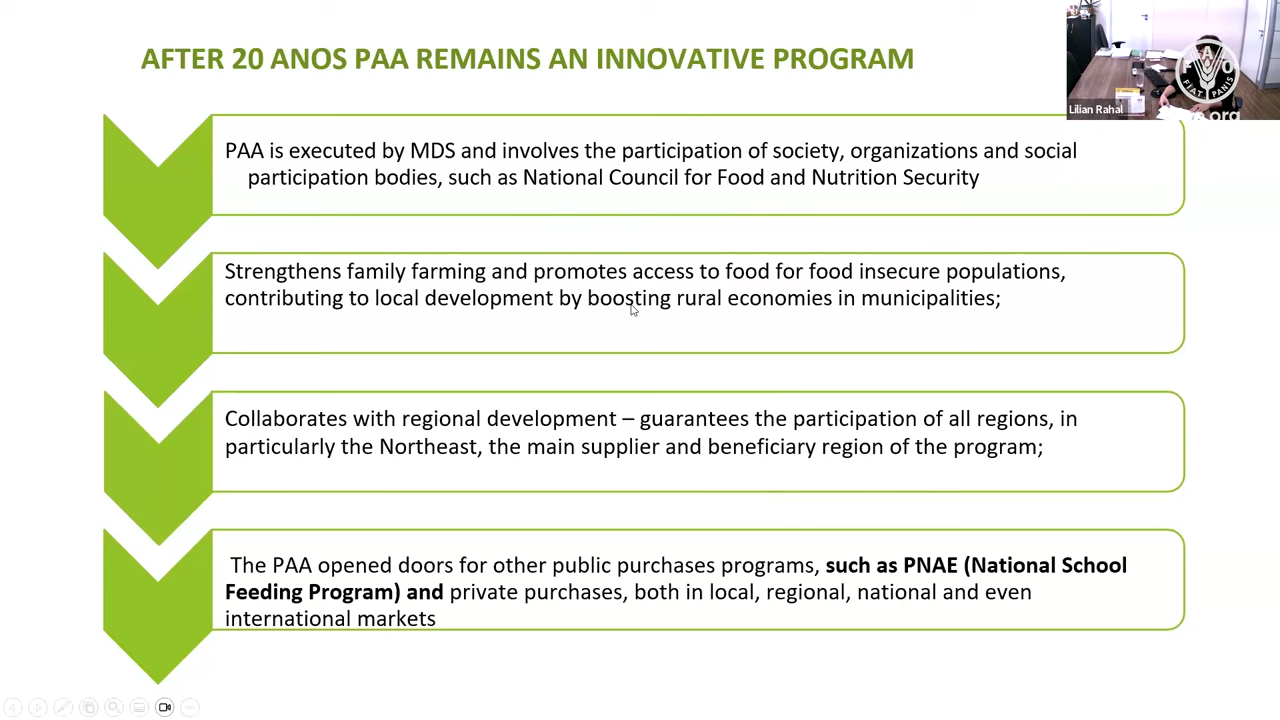 AFTER 20 ANOS PAA REMAINS AN INNOVATIVE PROGRAM
Lilian Rahal
FAO
FIAT PANIS
.org
PAA is executed by MDS and involves the participation of society, organizations and social
participation bodies, such as National Council for Food and Nutrition Security
Strengthens family farming and promotes access to food for food insecure populations,
contributing to local development by boosting rural economies in municipalities;
Collaborates with regional development – guarantees the participation of all regions, in
particularly the Northeast, the main supplier and beneficiary region of the program;
The PAA opened doors for other public purchases programs, such as PNAE (National School
Feeding Program) and private purchases, both in local, regional, national and even
international markets